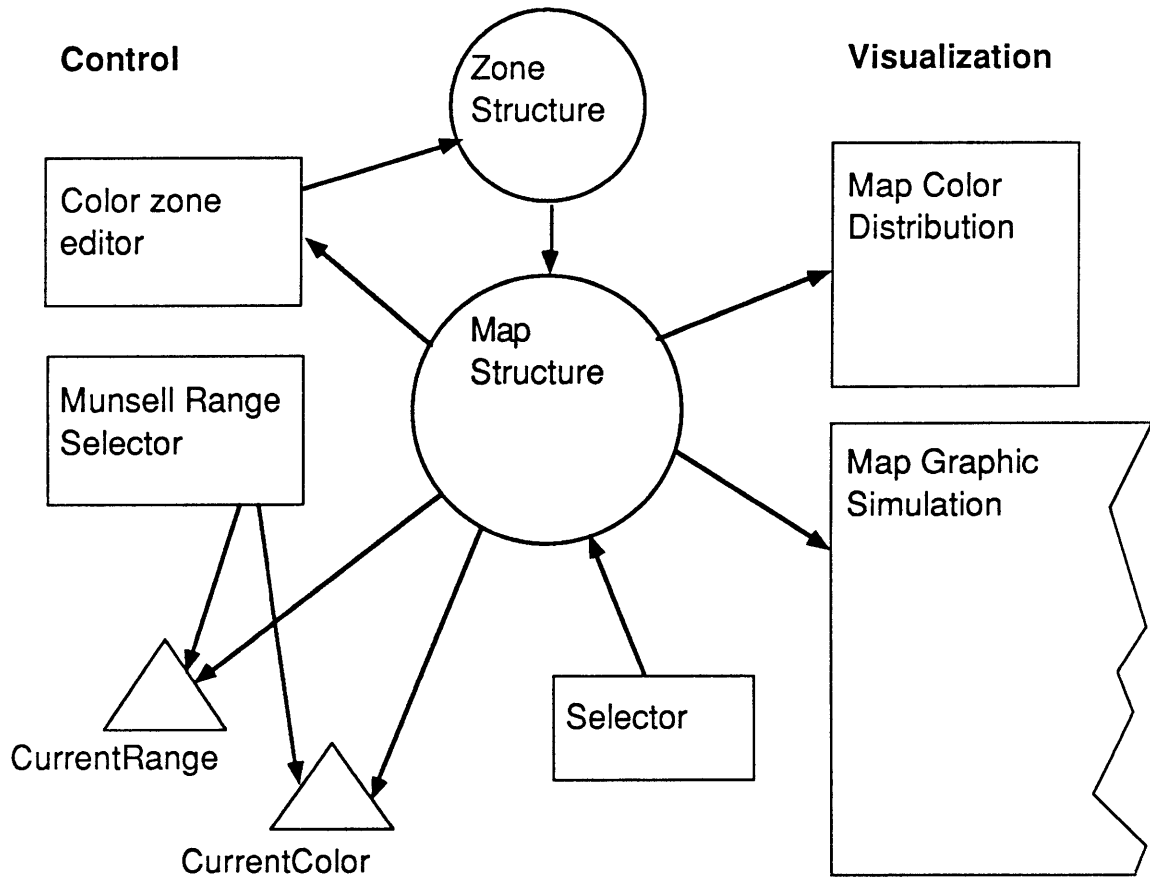 Control
Zone
Structure
Visualization
Color zone
editor
Map Color
Distribution
Map
Structure
Munsell Range
Selector
Map Graphic
Simulation
Selector
CurrentRange
CurrentColor